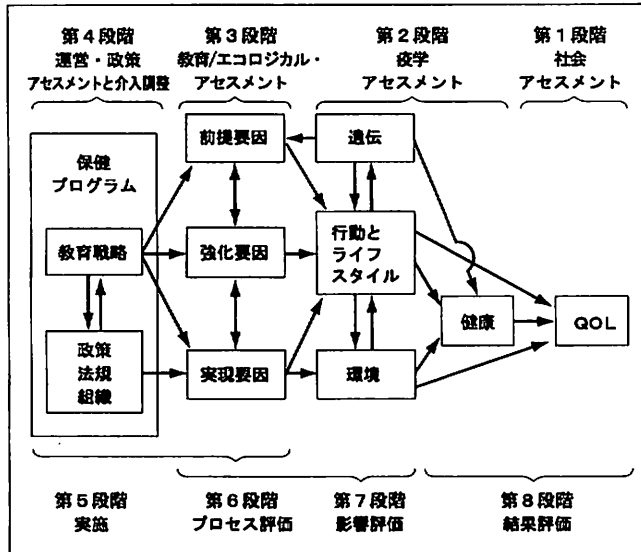 第4段階
運営・政策
アセスメントと介入調整
第3段階
教育/エコロジカル・
アセスメント
第2段階
疫学
アセスメント
第1段階
社会
アセスメント
保健
プログラム
教育戦略
政策
法規
組織
前提要因
強化要因
実現要因
遺伝
行動と
ライフ
スタイル
環境
健康
QOL
第5段階
実施
第6段階
プロセス評価
第7段階
影響評価
第8段階
結果評価